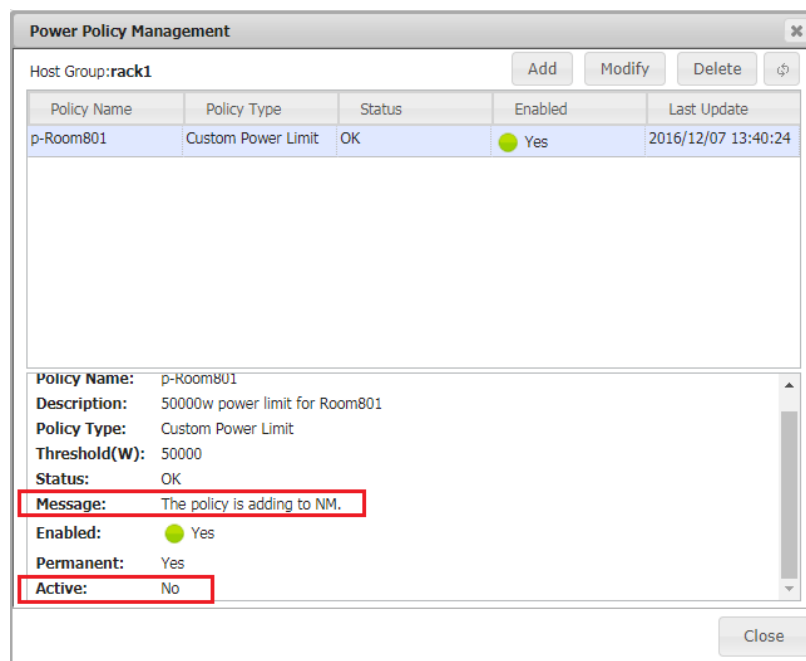 Power Policy Management
Host Group:rack1
Add Modify Delete
Policy Name Policy Type Status Enabled Last Update
p-Room801 Custom Power Limit OK Yes 2016/12/07 13:40:24
Policy Name: p-Room801
Description: 50000w power limit for Room801
Policy Type: Custom Power Limit
Threshold(W): 50000
Status: OK
Message: The policy is adding to NM.
Enabled: Yes
Permanent: Yes
Active: No
Close